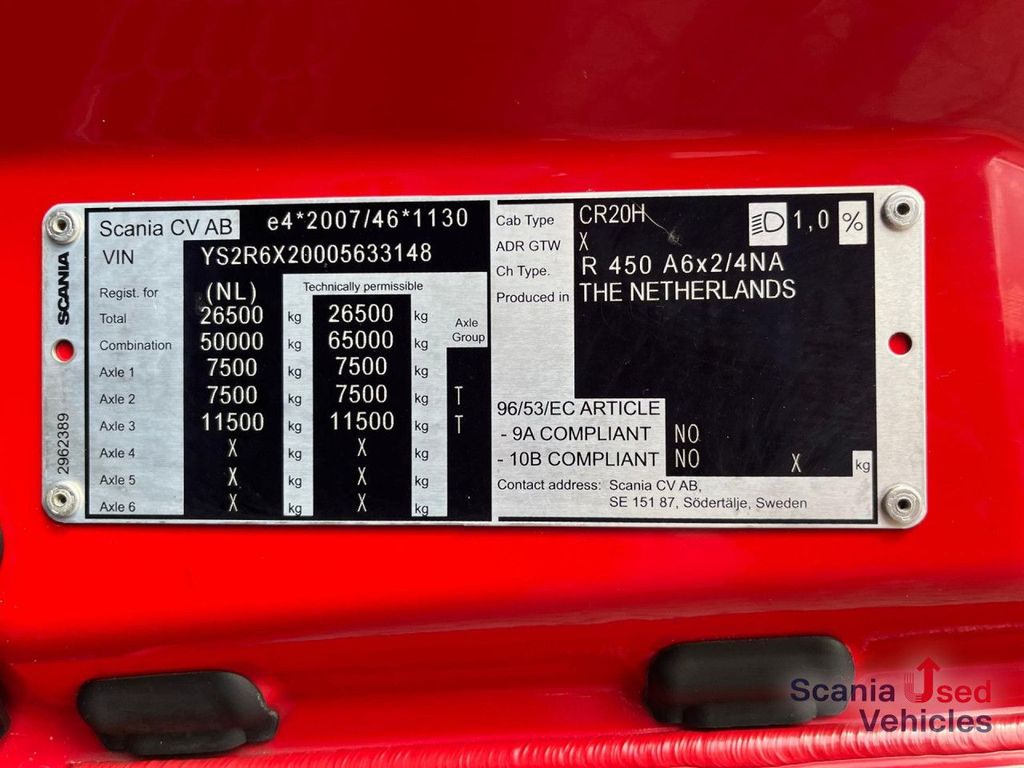 SCANIA
2962389
Scania CV AB e4*2007/46*1130
VIN YS2R6X20005633148
Regist. for (NL) Technically permissible
Total 26500 kg 26500 kg
Combination 50000 kg 65000 kg Axle Group
Axle 1 7500 kg 7500 kg
Axle 2 7500 kg 7500 kg T
Axle 3 11500 kg 11500 kg T
Axle 4 X kg X kg
Axle 5 X kg X kg
Axle 6 X kg X kg
Cab Type CR20H 1,0 %
ADR GTW X
Ch Type. R 450 A6x2/4NA
Produced in THE NETHERLANDS
96/53/EC ARTICLE
- 9A COMPLIANT NO
- 10B COMPLIANT NO X kg
Contact address: Scania CV AB,
SE 151 87, Södertälje, Sweden
Scania Used
Vehicles